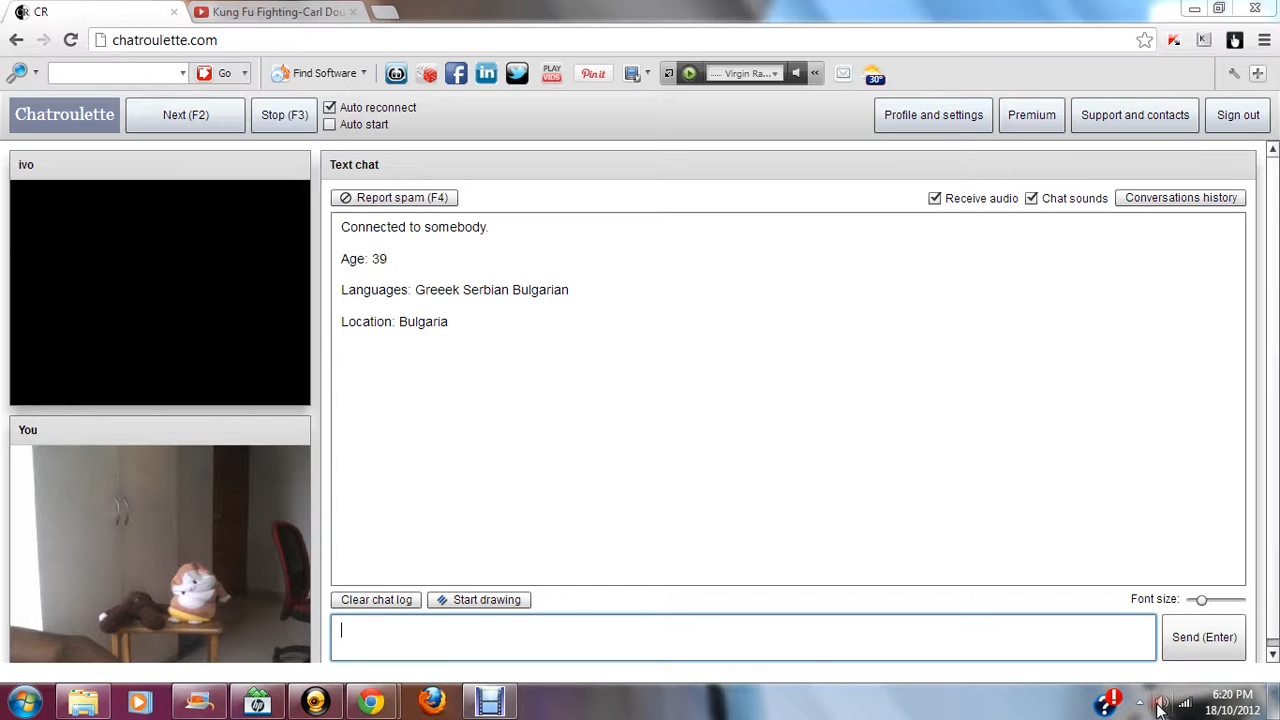 CR CR
Kung Fu Fighting-Carl Dou
chatroulette.com
Go
Find Software
PLAY VIDS
Pin it
..... Virgin Ra...
30°
Chatroulette
Next (F2)
Stop (F3)
Auto reconnect
Auto start
Profile and settings
Premium
Support and contacts
Sign out
ivo
Text chat
Report spam (F4)
Receive audio
Chat sounds
Conversations history
Connected to somebody.
Age: 39
Languages: Greeek Serbian Bulgarian
Location: Bulgaria
You
Clear chat log
Start drawing
Font size:
Send (Enter)
6:20 PM
18/10/2012